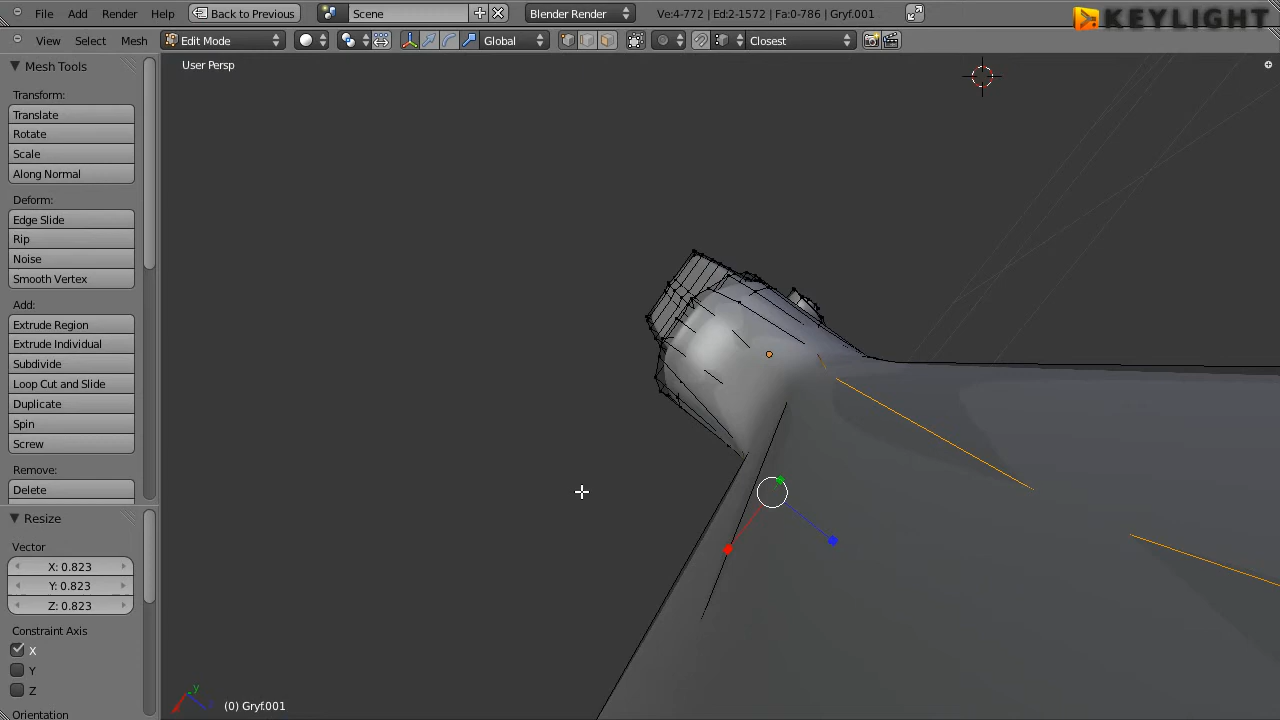 File Add Render Help Back to Previous Scene Blender Render Ve:4-772 | Ed:2-1572 | Fa:0-786 | Gryf.001
KEYLIGHT
View Select Mesh Edit Mode Global Closest
Mesh Tools
User Persp
Transform:
Translate
Rotate
Scale
Along Normal
Deform:
Edge Slide
Rip
Noise
Smooth Vertex
Add:
Extrude Region
Extrude Individual
Subdivide
Loop Cut and Slide
Duplicate
Spin
Screw
Remove:
Delete
Resize
Vector
X: 0.823
Y: 0.823
Z: 0.823
Constraint Axis
X
Y
Z
Orientation
y
(0) Gryf.001